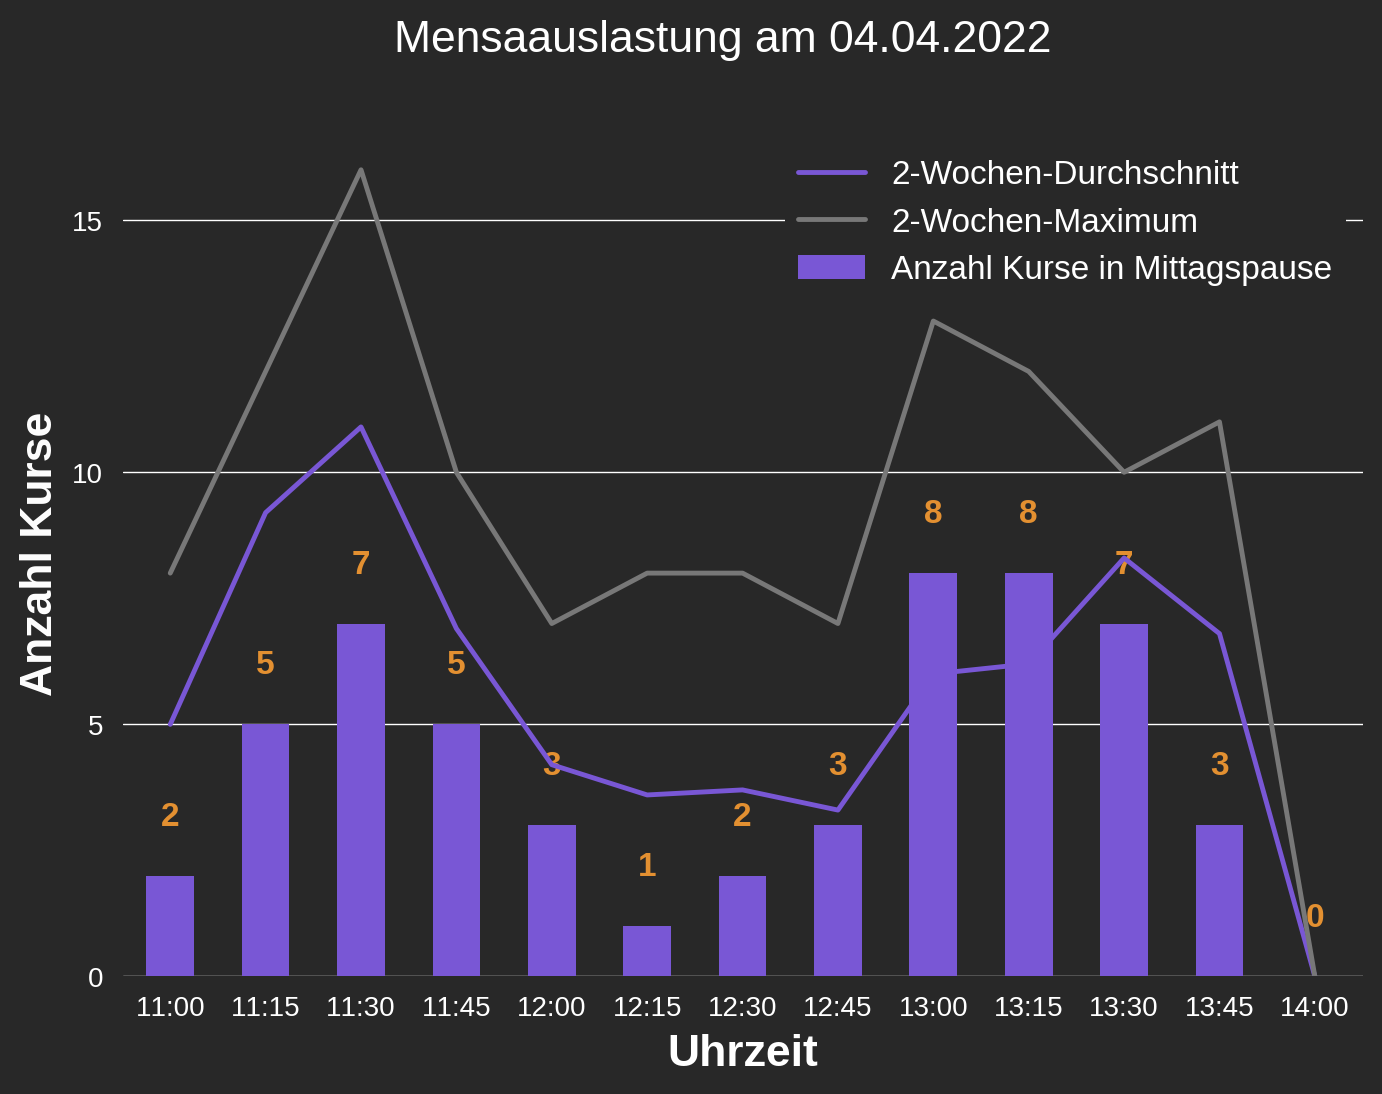 Mensaauslastung am 04.04.2022
2-Wochen-Durchschnitt
2-Wochen-Maximum
Anzahl Kurse in Mittagspause
Anzahl Kurse
15
10
5
0
2
5
7
5
3
1
2
3
8
8
7
3
0
11:00 11:15 11:30 11:45 12:00 12:15 12:30 12:45 13:00 13:15 13:30 13:45 14:00
Uhrzeit